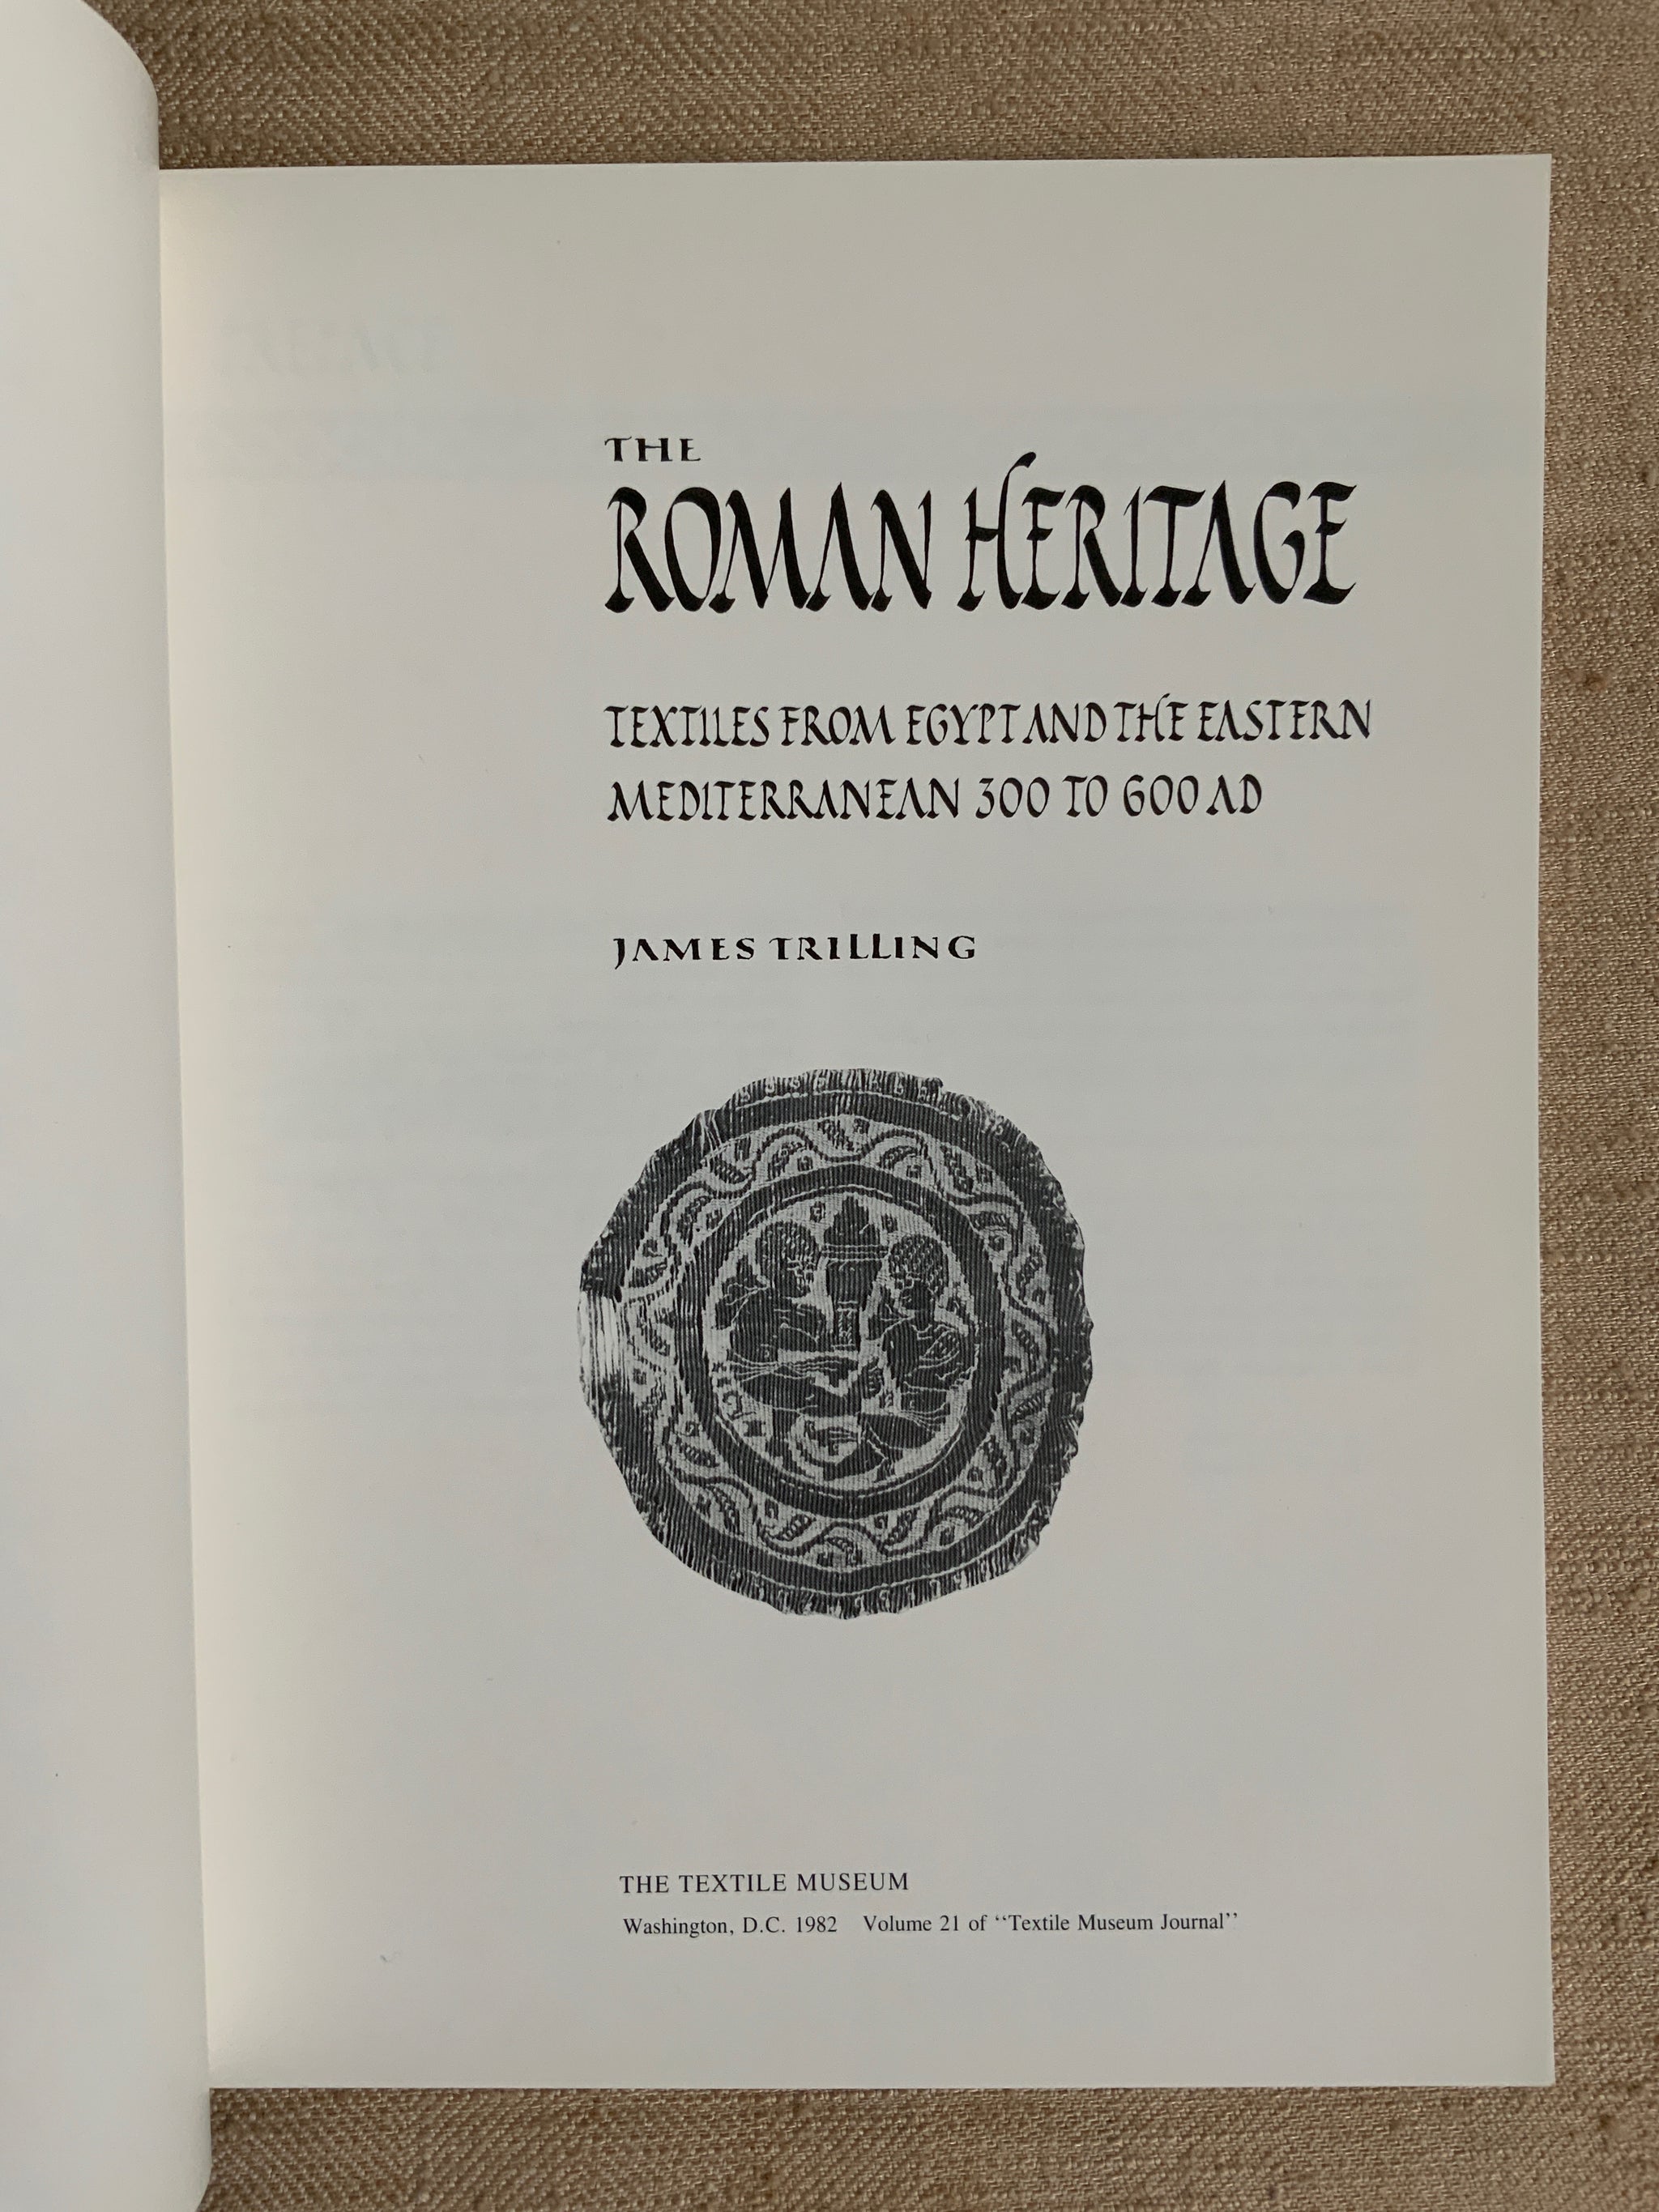 THE
ROMAN HERITAGE
TEXTILES FROM EGYPT AND THE EASTERN
MEDITERRANEAN 300 TO 600 AD
JAMES TRILLING
THE TEXTILE MUSEUM
Washington, D.C. 1982 Volume 21 of “Textile Museum Journal”